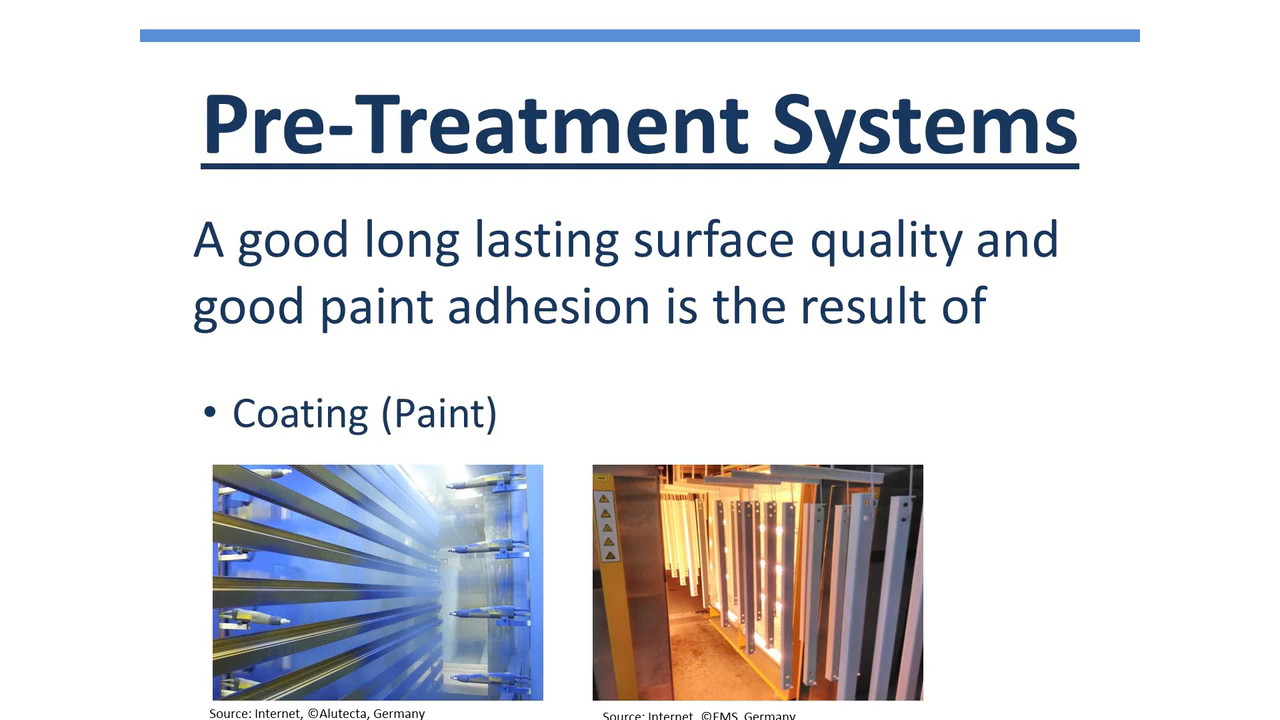 Pre-Treatment Systems
A good long lasting surface quality and
good paint adhesion is the result of
• Coating (Paint)
Source: Internet, ©Alutecta, Germany
Source: Internet, ©EMS, Germany